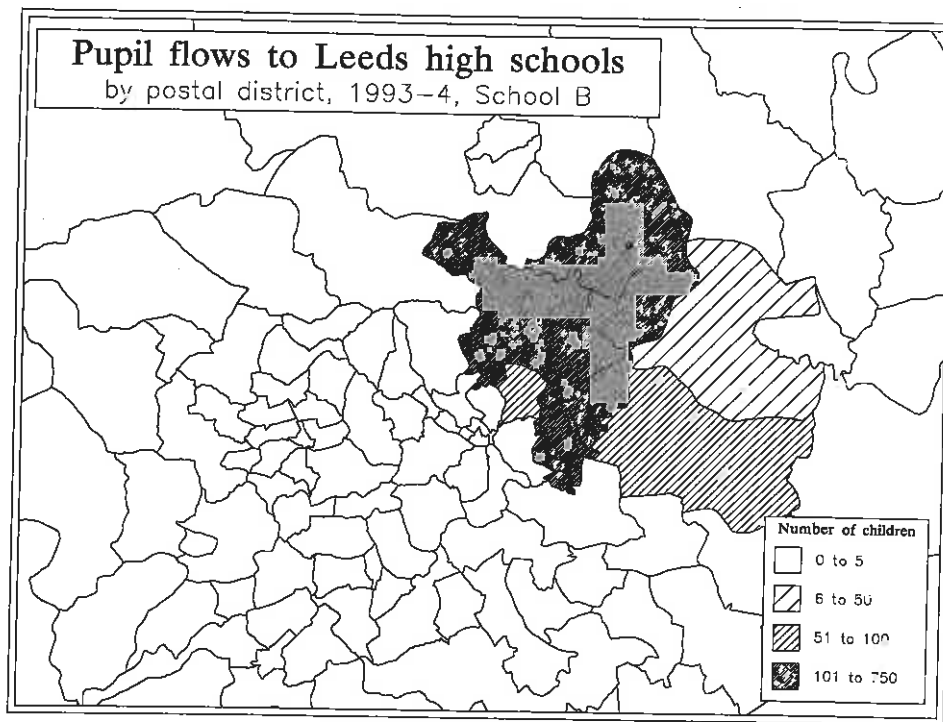 Pupil flows to Leeds high schools
by postal district, 1993-4, School B
Number of children
0 to 5
6 to 50
51 to 100
101 to 750